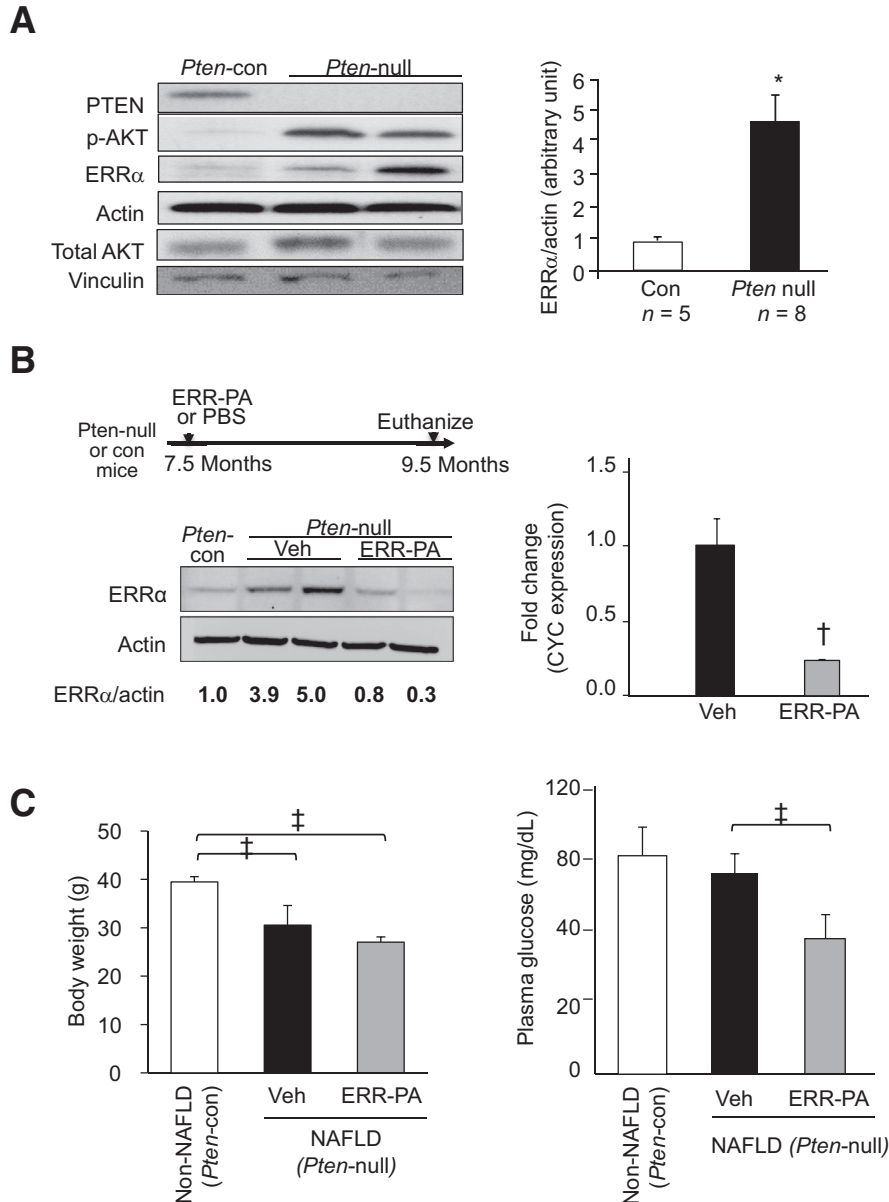 A
Pten-con Pten-null
PTEN
p-AKT
ERRα
Actin
Total AKT
Vinculin
ERRα/actin (arbitrary unit)
6
5
4
3
2
1
0
*
Con Pten null
n = 5 n = 8
B
ERR-PA
or PBS
Euthanize
Pten-null
or con
mice
7.5 Months 9.5 Months
Pten-
con
Pten-null
Veh ERR-PA
ERRα
Actin
ERRα/actin 1.0 3.9 5.0 0.8 0.3
Fold change
(CYC expression)
1.5
1.0
0.5
0.0
†
Veh ERR-PA
C
Body weight (g)
50
40
30
20
10
0
‡
‡
Non-NAFLD
(Pten-con)
Veh ERR-PA
NAFLD
(Pten-null)
Plasma glucose (mg/dL)
120
80
40
20
0
‡
Non-NAFLD
(Pten-con)
Veh ERR-PA
NAFLD (Pten-null)